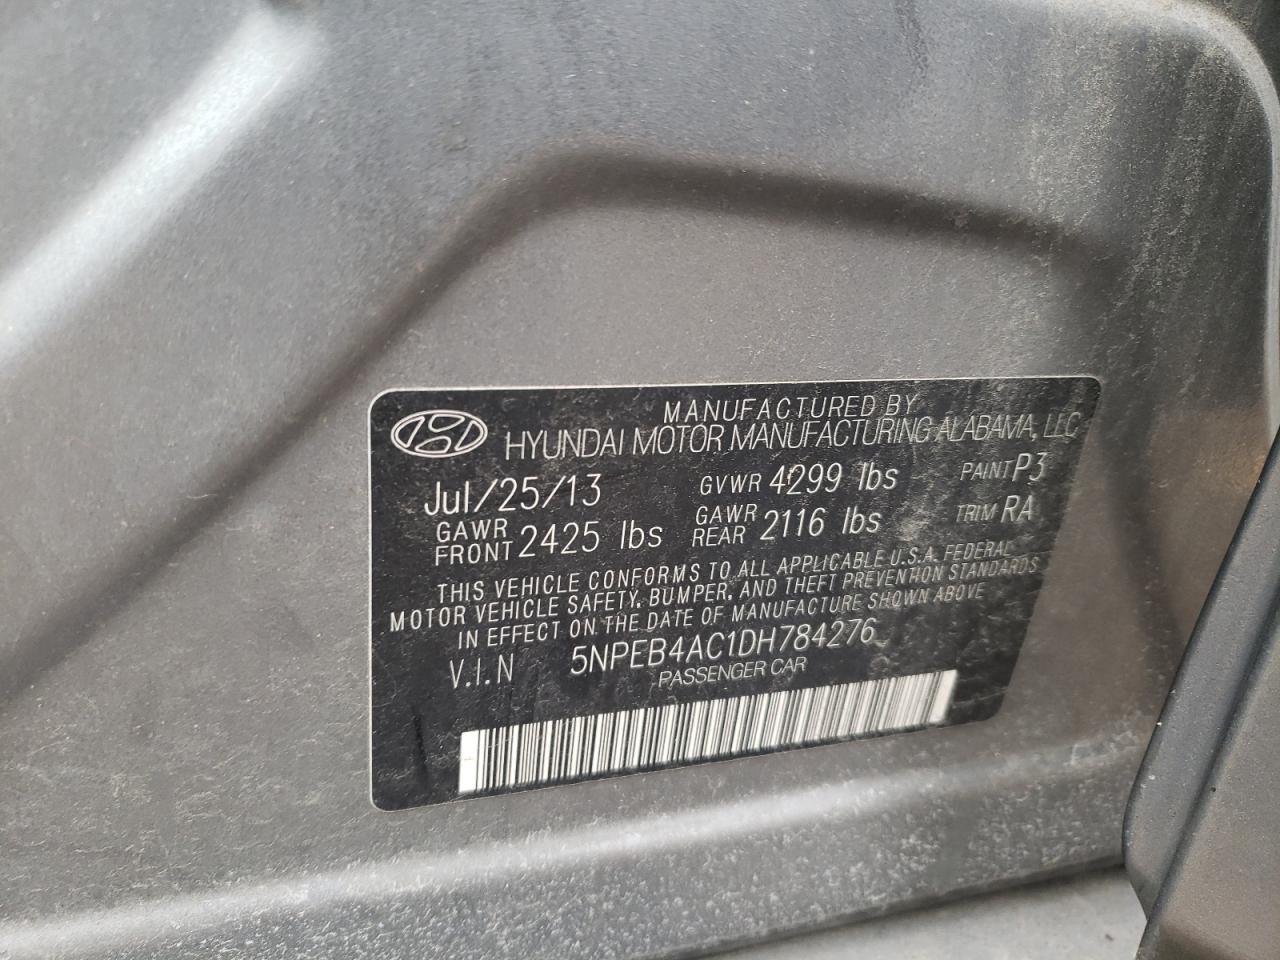 MANUFACTURED BY
HYUNDAI MOTOR MANUFACTURING ALABAMA, LLC
Jul/25/13 GVWR 4299 lbs PAINT P3
GAWR FRONT 2425 lbs GAWR REAR 2116 lbs TRIM RA
THIS VEHICLE CONFORMS TO ALL APPLICABLE U.S.A. FEDERAL
MOTOR VEHICLE SAFETY, BUMPER, AND THEFT PREVENTION STANDARDS
IN EFFECT ON THE DATE OF MANUFACTURE SHOWN ABOVE
V.I.N 5NPEB4AC1DH784276
PASSENGER CAR